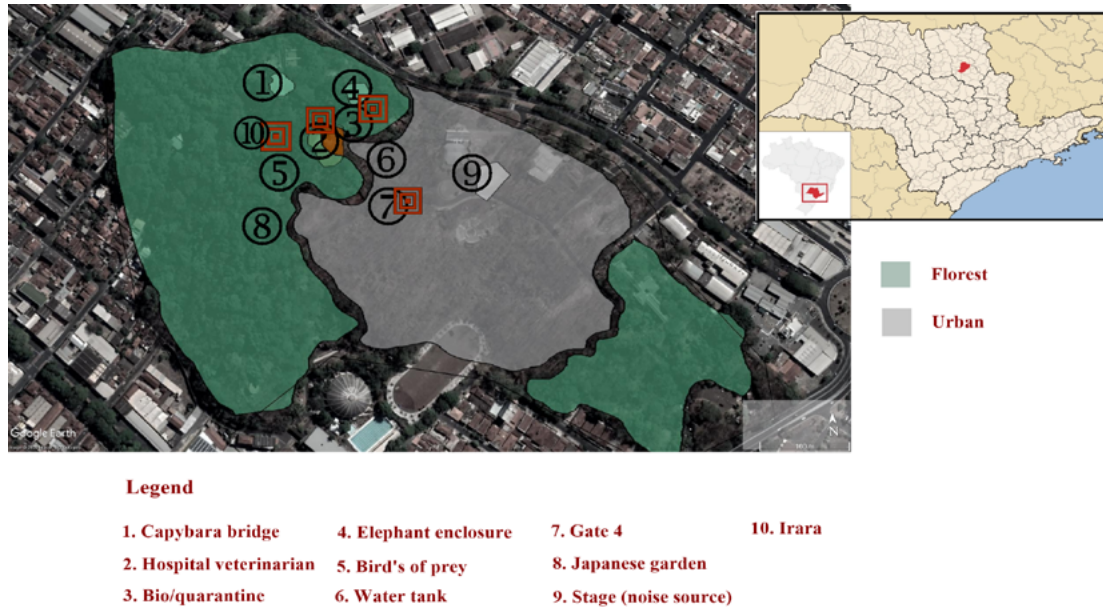 ①
④
⑩
③
②
⑥
⑤
⑨
⑦
⑧
Google Earth
N
Florest
Urban
Legend
1. Capybara bridge
4. Elephant enclosure
7. Gate 4
10. Irara
2. Hospital veterinarian
5. Bird's of prey
8. Japanese garden
3. Bio/quarantine
6. Water tank
9. Stage (noise source)